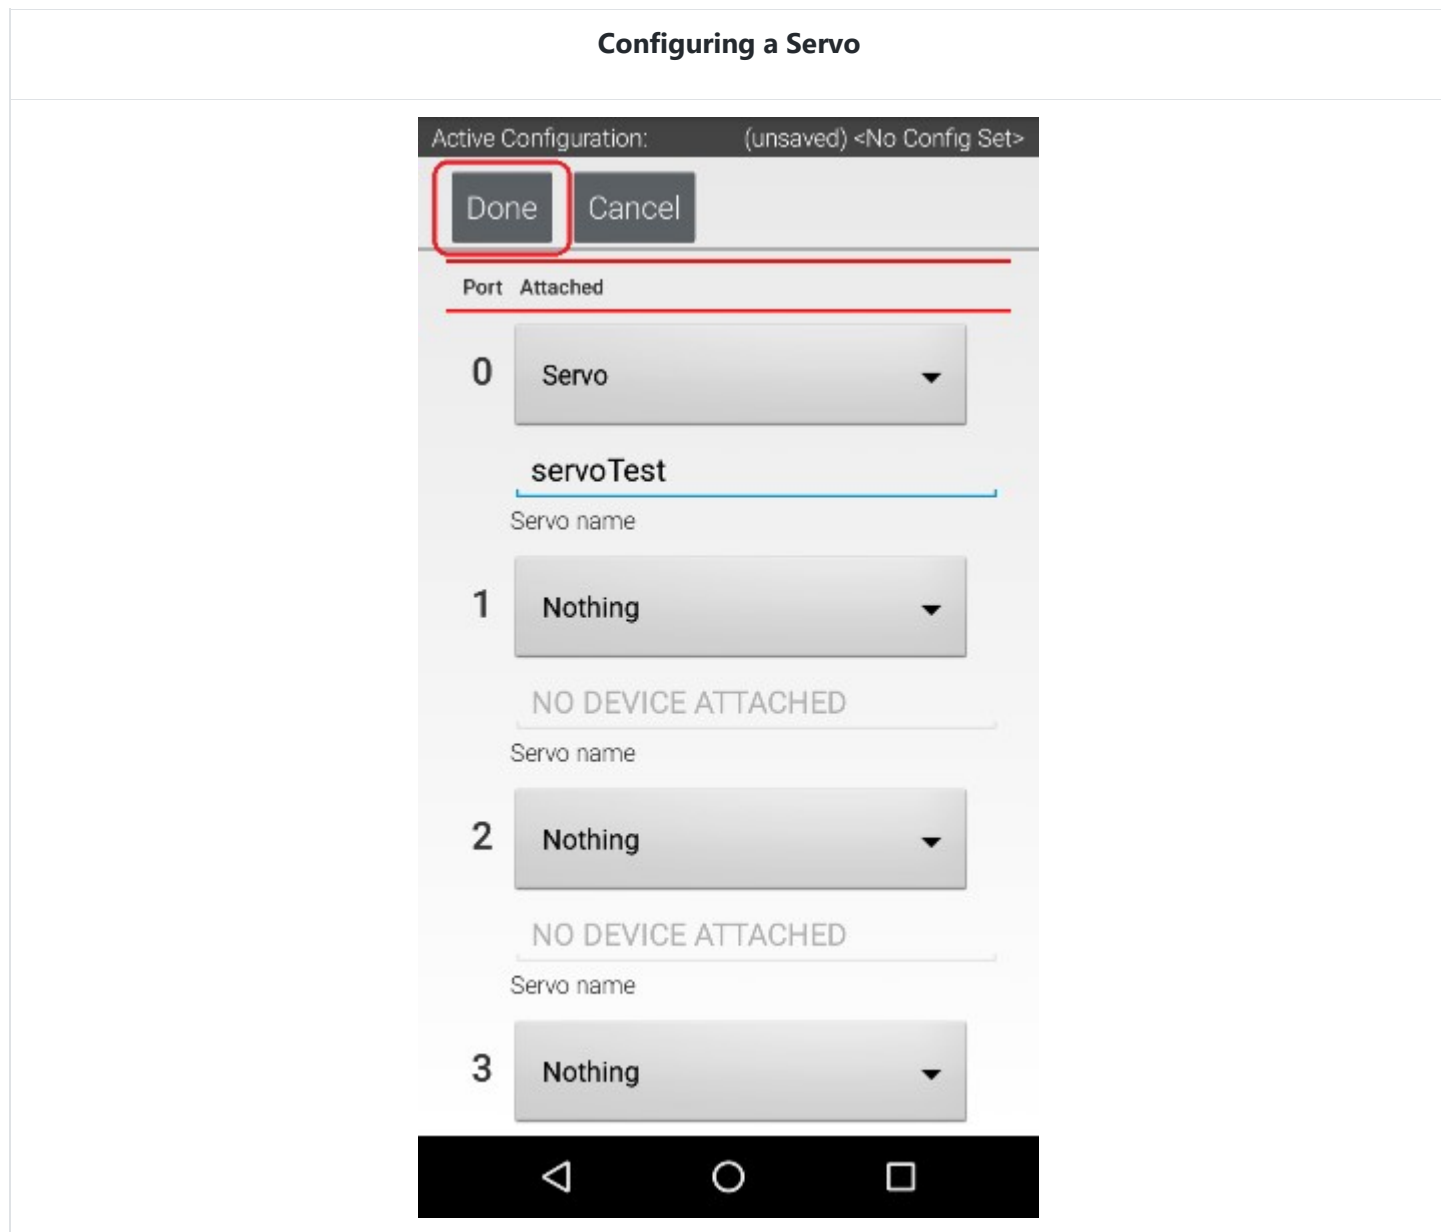 Configuring a Servo
Active Configuration: (unsaved) <No Config Set>
Done Cancel
Port Attached
0 Servo
servoTest
Servo name
1 Nothing
NO DEVICE ATTACHED
Servo name
2 Nothing
NO DEVICE ATTACHED
Servo name
3 Nothing